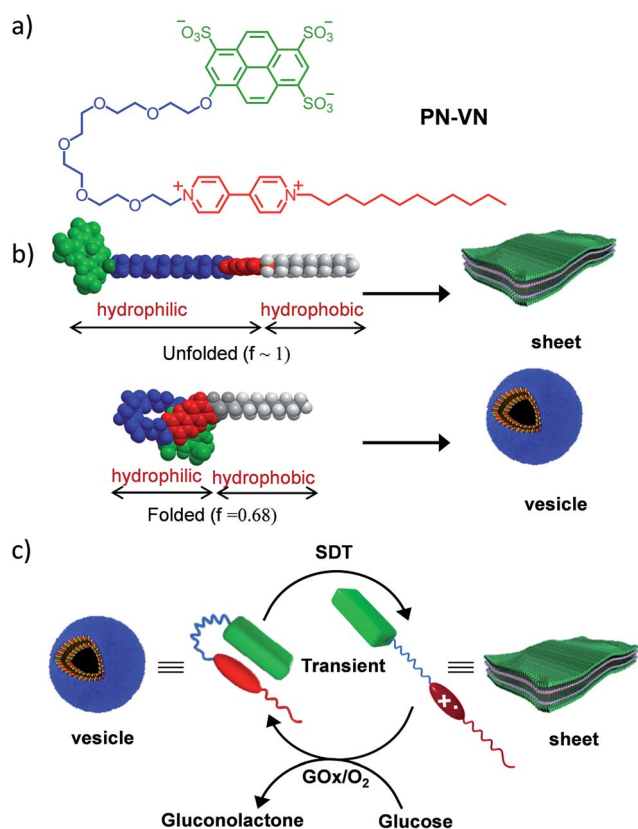 a)
SO₃⁻
⁻O₃S
SO₃⁻
O
O
O
O
O
O
PN-VN
N⁺
N⁺
b)
hydrophilic
hydrophobic
Unfolded (f ~ 1)
sheet
hydrophilic
hydrophobic
Folded (f =0.68)
vesicle
c)
SDT
Transient
+.
vesicle
sheet
GOx/O₂
Gluconolactone
Glucose